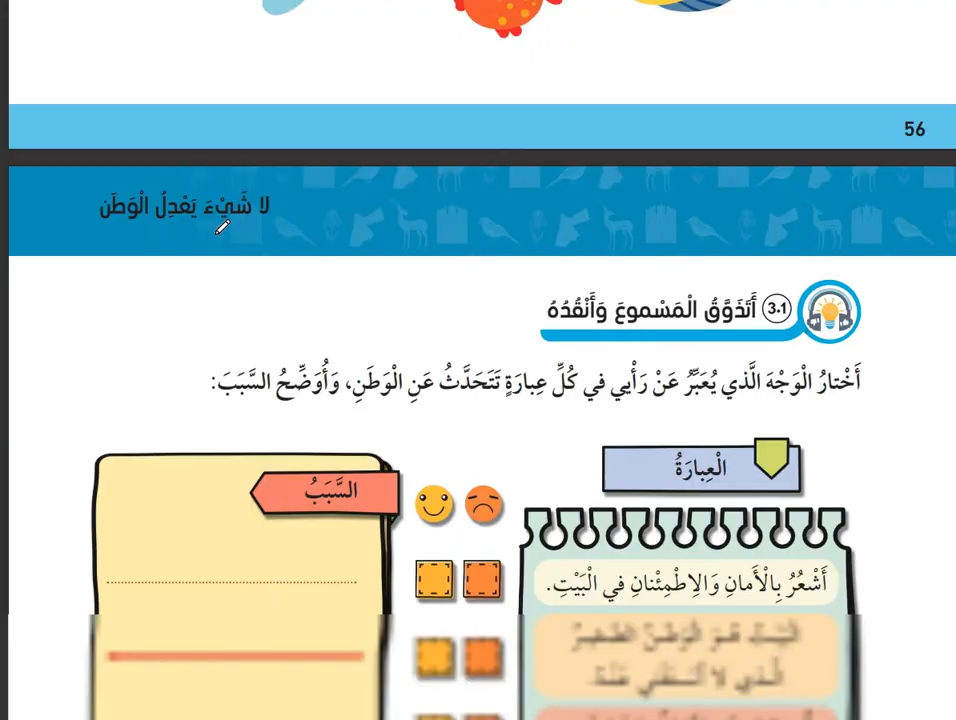 56
لا شَيْءَ يَعْدِلُ الْوَطَن
3.1 أَتَذَوَّقُ الْمَسْموعَ وَأَنْقُدُهُ
أَخْتارُ الْوَجْهَ الَّذي يُعَبِّرُ عَنْ رَأْيي في كُلِّ عِبارَةٍ تَتَحَدَّثُ عَنِ الْوَطَنِ، وَأُوَضِّحُ السَّبَبَ:
الْعِبارَةُ
السَّبَبُ
أَشْعُرُ بِالْأَمانِ وَالِاطْمِئْنانِ في الْبَيْتِ.